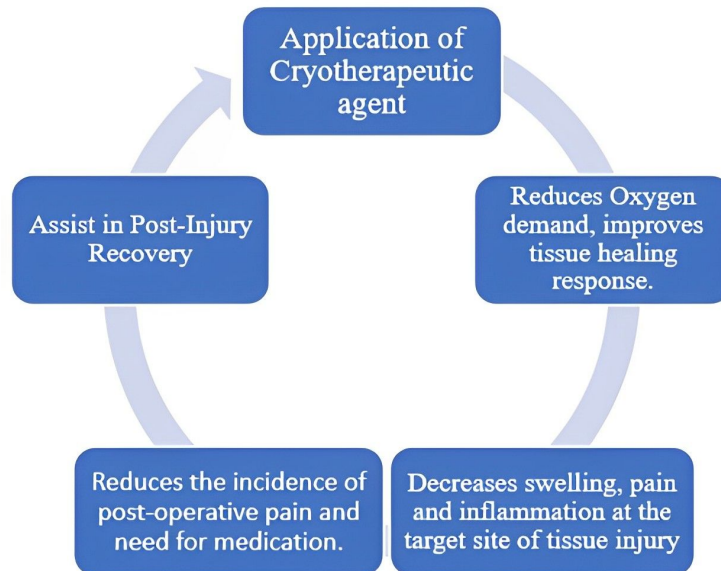 Application of
Cryotherapeutic
agent
Reduces Oxygen
demand, improves
tissue healing
response.
Decreases swelling, pain
and inflammation at the
target site of tissue injury
Reduces the incidence of
post-operative pain and
need for medication.
Assist in Post-Injury
Recovery